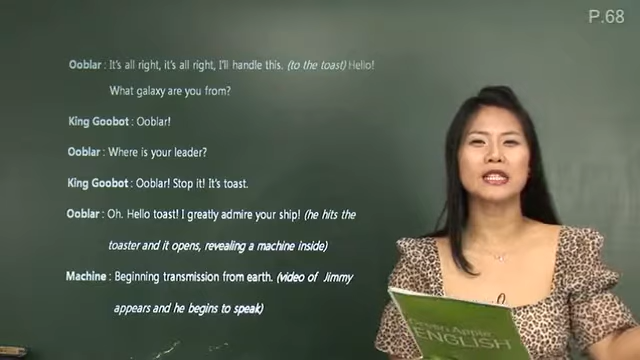 P.68
Ooblar : It's all right, it's all right, I'll handle this. (to the toast) Hello!
What galaxy are you from?
King Goobot : Ooblar!
Ooblar : Where is your leader?
King Goobot : Ooblar! Stop it! It's toast.
Ooblar : Oh. Hello toast! I greatly admire your ship! (he hits the
toaster and it opens, revealing a machine inside)
Machine : Beginning transmission from earth. (video of Jimmy
appears and he begins to speak)
Green Apple
ENGLISH